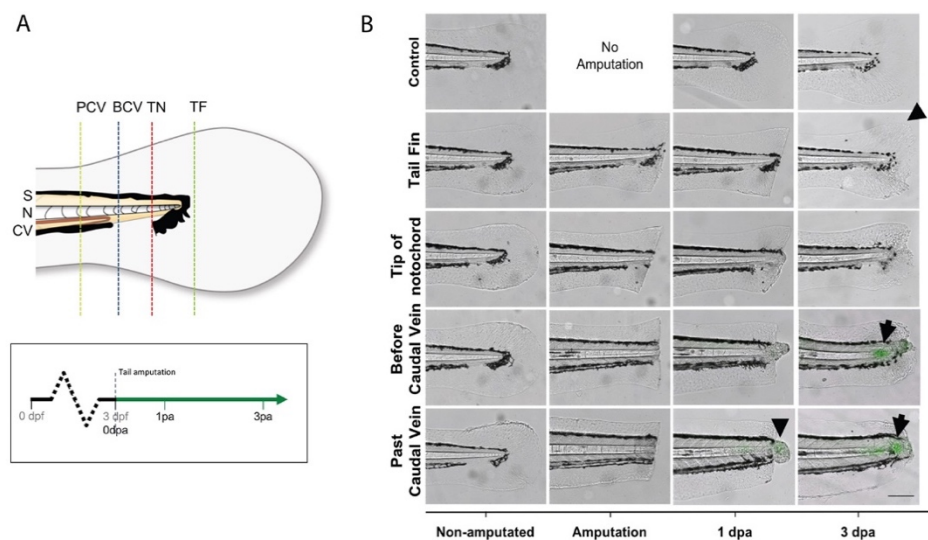 A
PCV BCV TN TF
S
N
CV
Tail amputation
0 dpf
3 dpf
0dpa
1pa
3pa
B
Control
No
Amputation
Tail Fin
Tip of
notochord
Before
Caudal Vein
Past
Caudal Vein
Non-amputated
Amputation
1 dpa
3 dpa